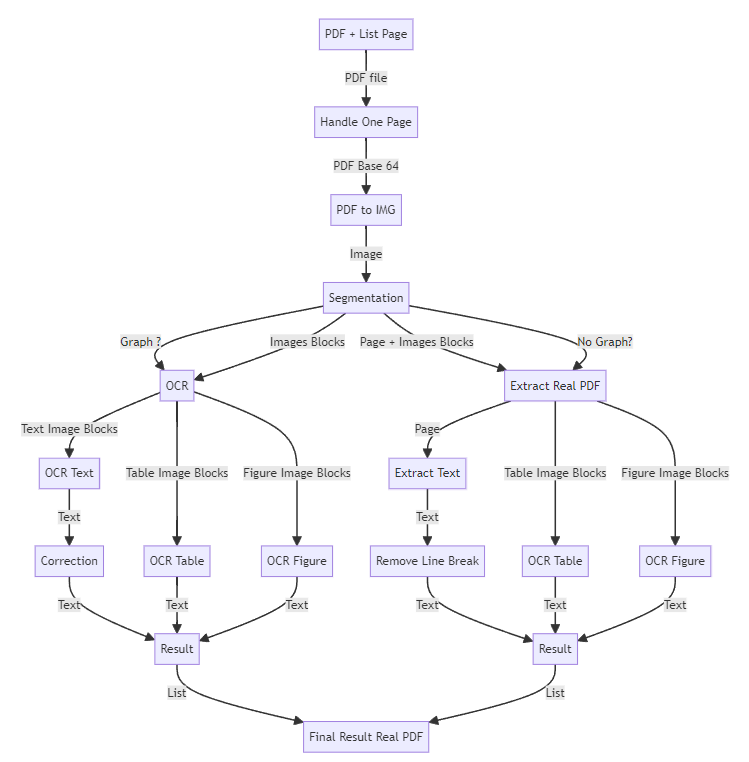 PDF + List Page
PDF file
Handle One Page
PDF Base 64
PDF to IMG
Image
Segmentation
Graph ?
Images Blocks
Page + Images Blocks
No Graph?
OCR
Extract Real PDF
Text Image Blocks
Page
OCR Text
Table Image Blocks
Figure Image Blocks
Extract Text
Table Image Blocks
Figure Image Blocks
Text
Text
Correction
OCR Table
OCR Figure
Remove Line Break
OCR Table
OCR Figure
Text
Text
Text
Text
Text
Text
Result
Result
List
List
Final Result Real PDF